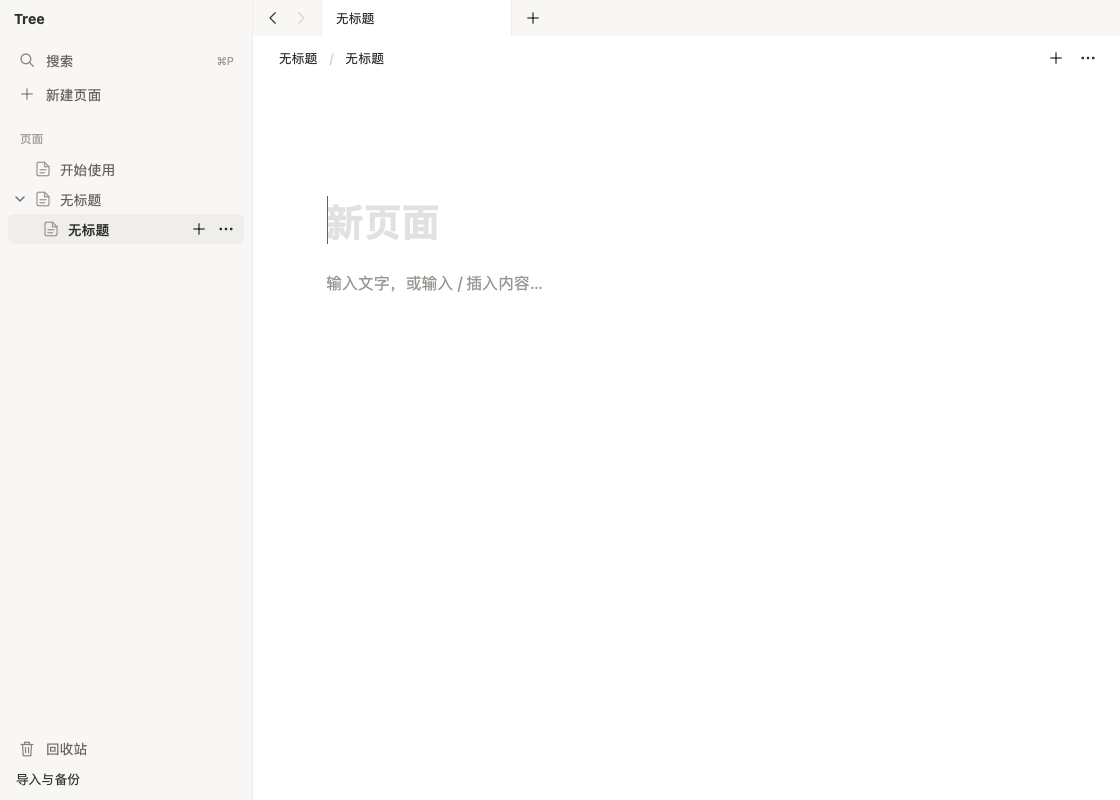 Tree
无标题
搜索 ⌘P
新建页面
页面
开始使用
无标题
无标题
回收站
导入与备份
无标题 / 无标题
新页面
输入文字，或输入 / 插入内容...